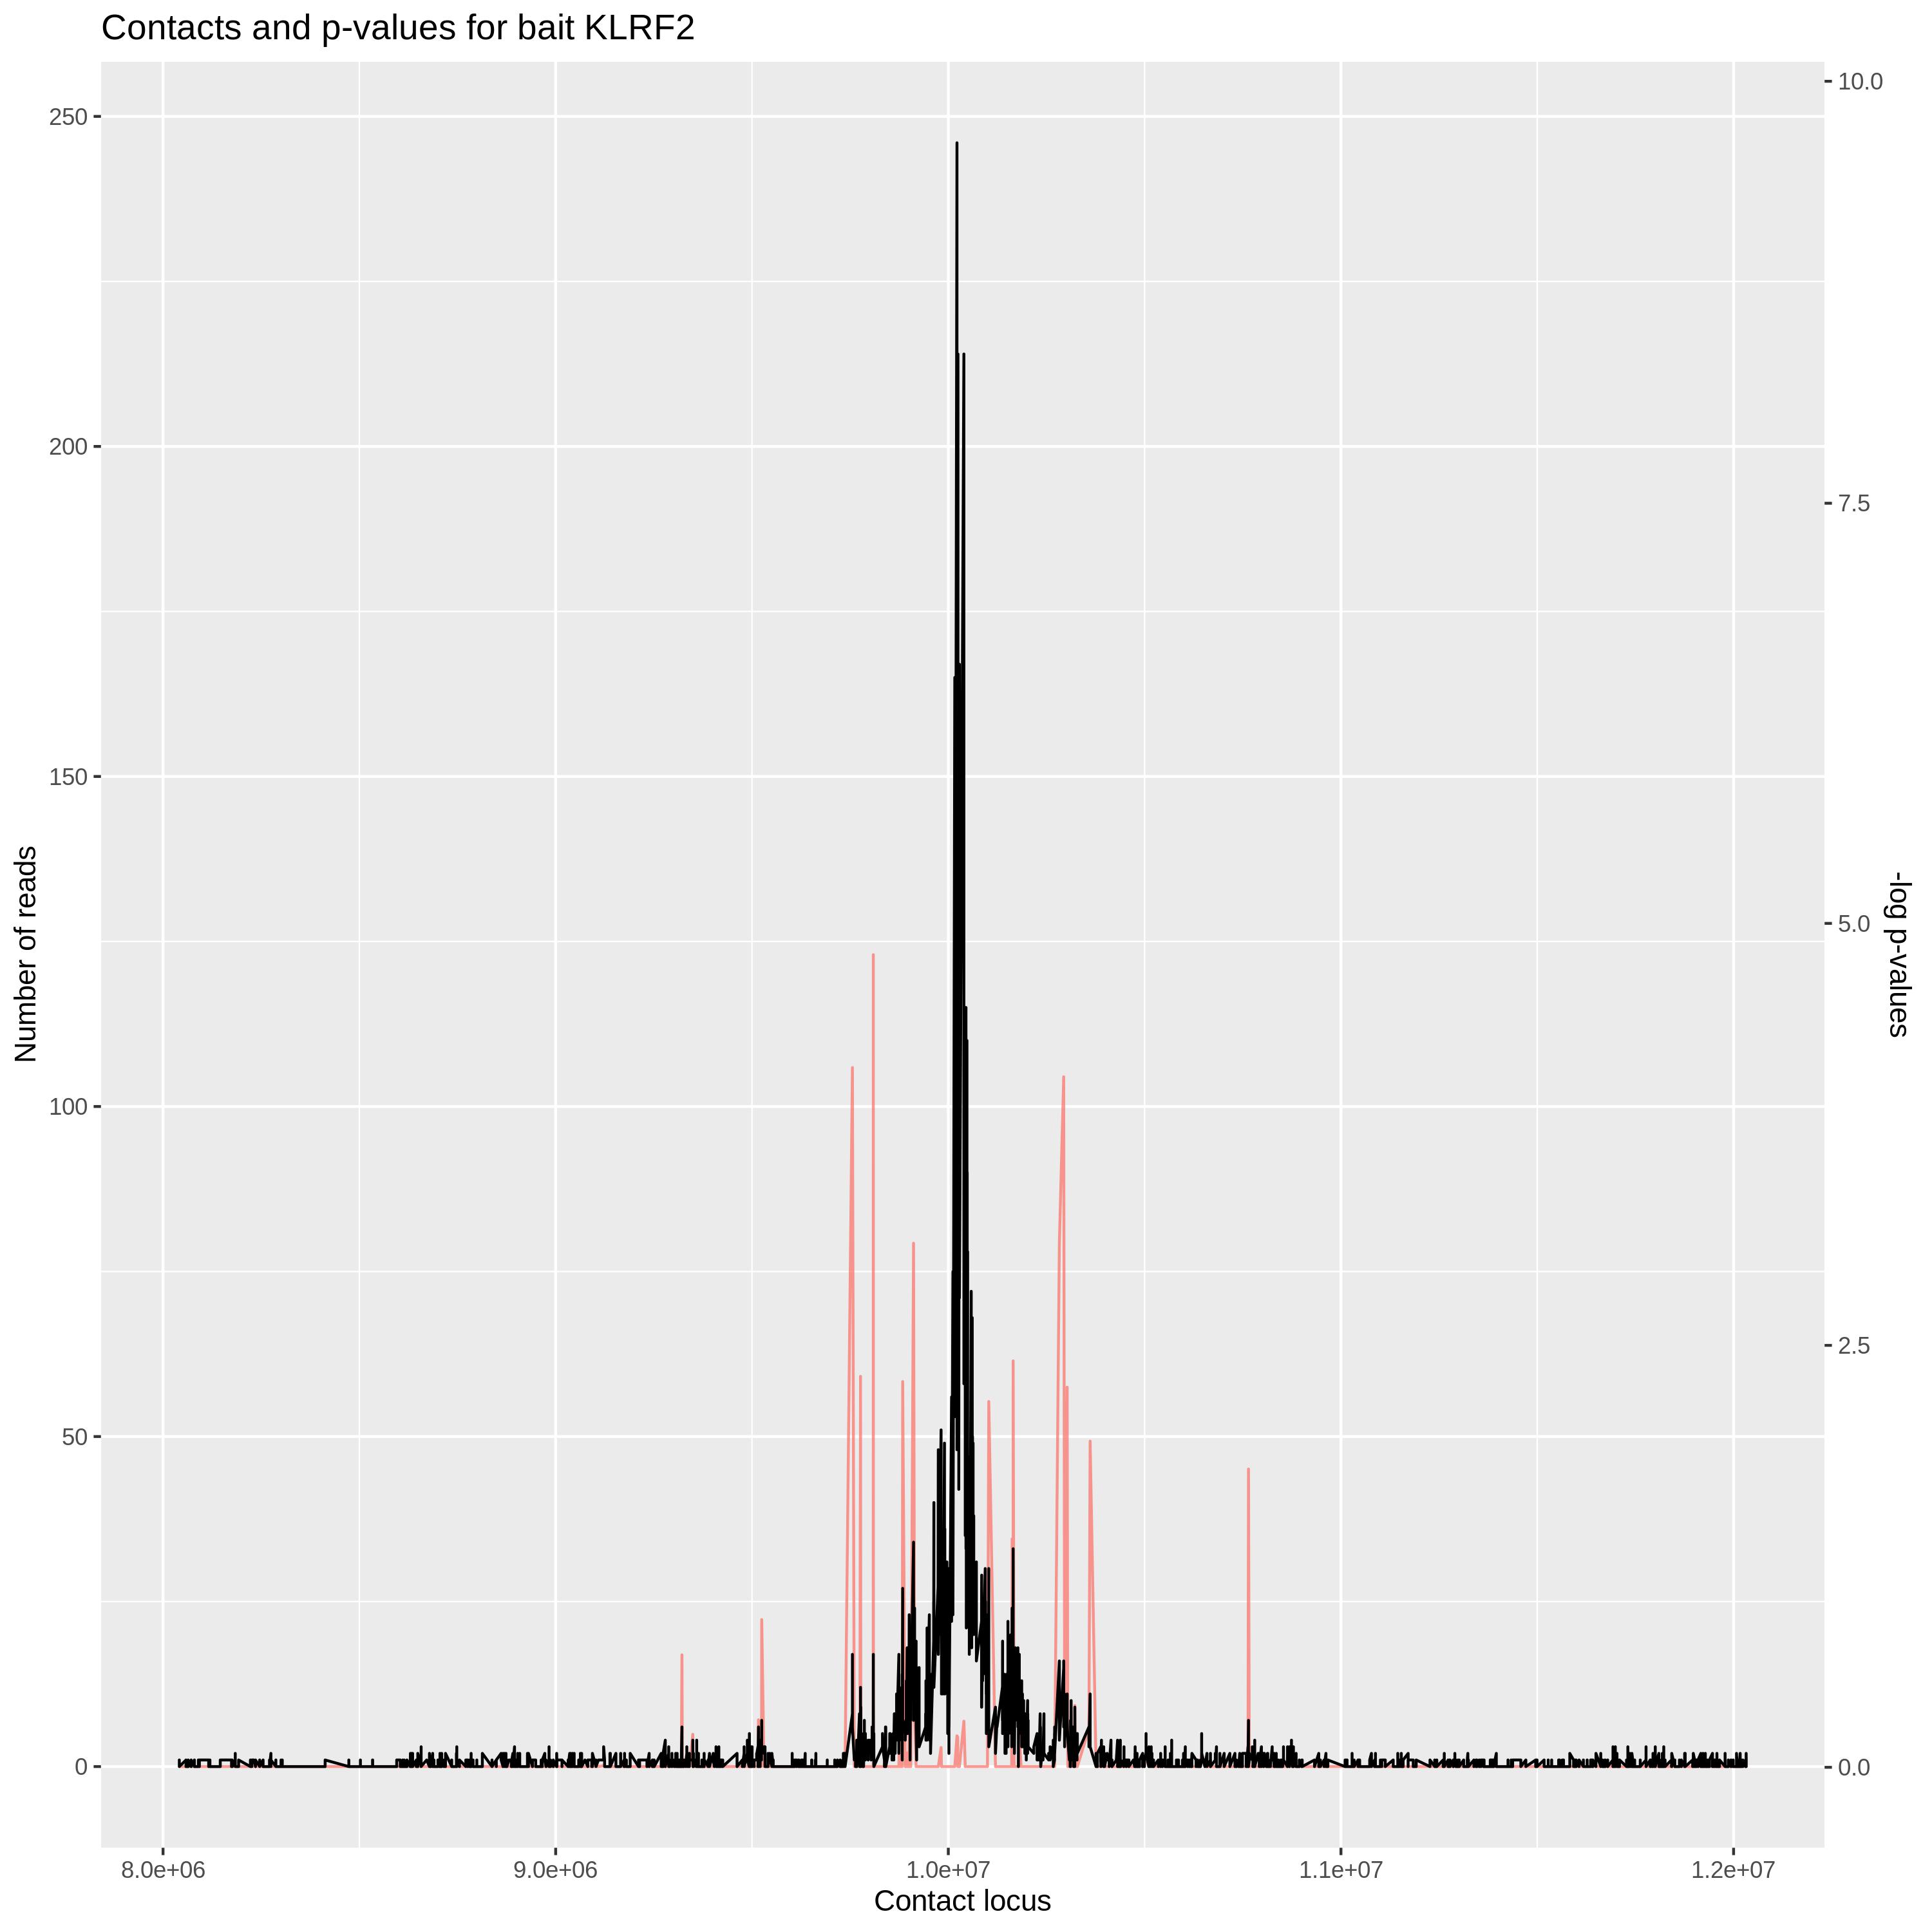 Contacts and p-values for bait KLRF2
250
200
150
100
50
0
Number of reads
10.0
7.5
5.0
2.5
0.0
-log p-values
8.0e+06
9.0e+06
1.0e+07
1.1e+07
1.2e+07
Contact locus